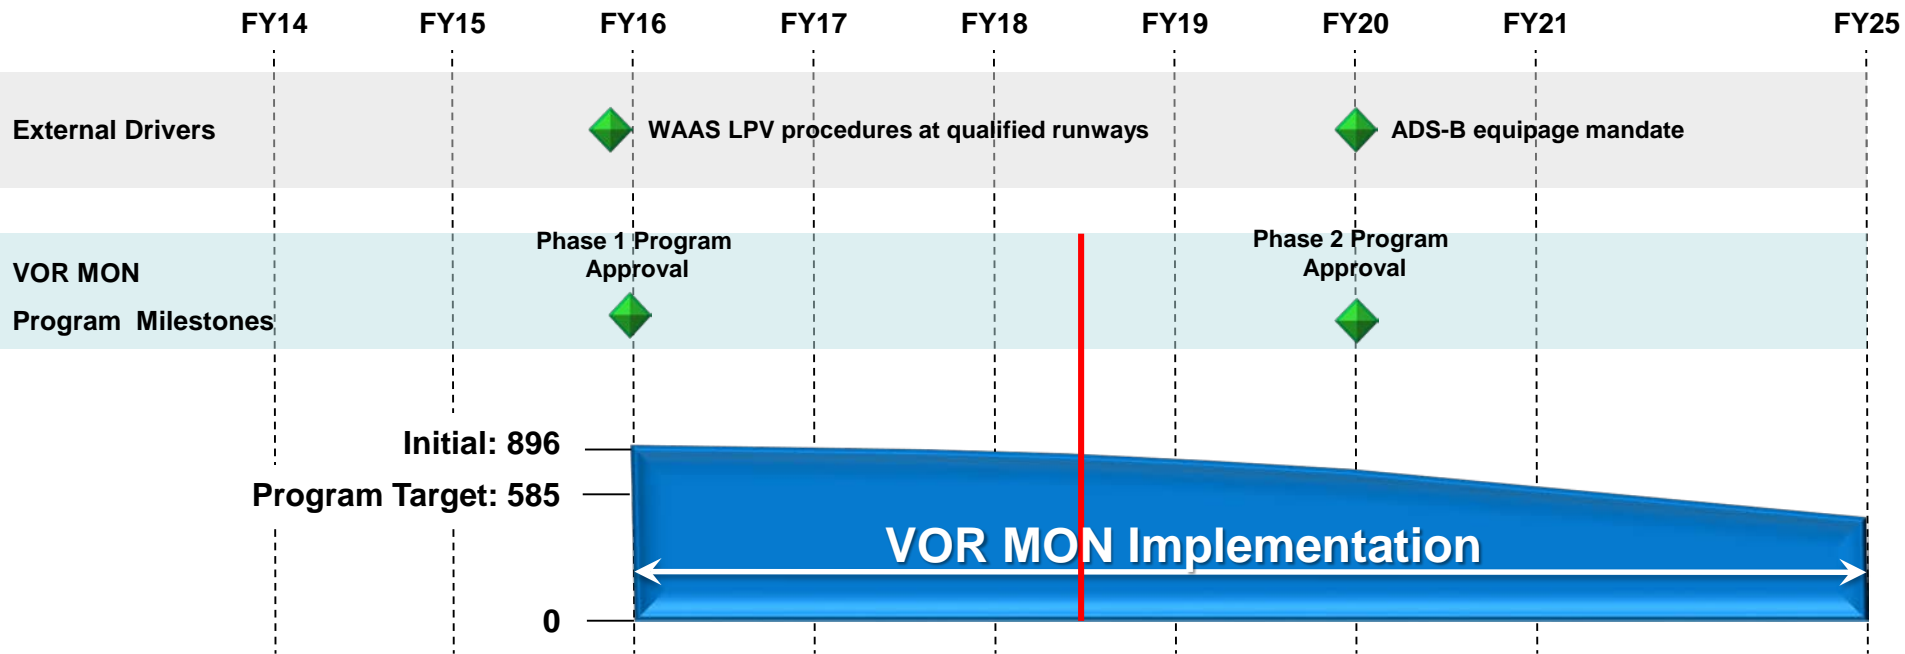 FY14 FY15 FY16 FY17 FY18 FY19 FY20 FY21 FY25
External Drivers
WAAS LPV procedures at qualified runways
ADS-B equipage mandate
VOR MON
Program Milestones
Phase 1 Program
Approval
Phase 2 Program
Approval
Initial: 896
Program Target: 585
0
VOR MON Implementation